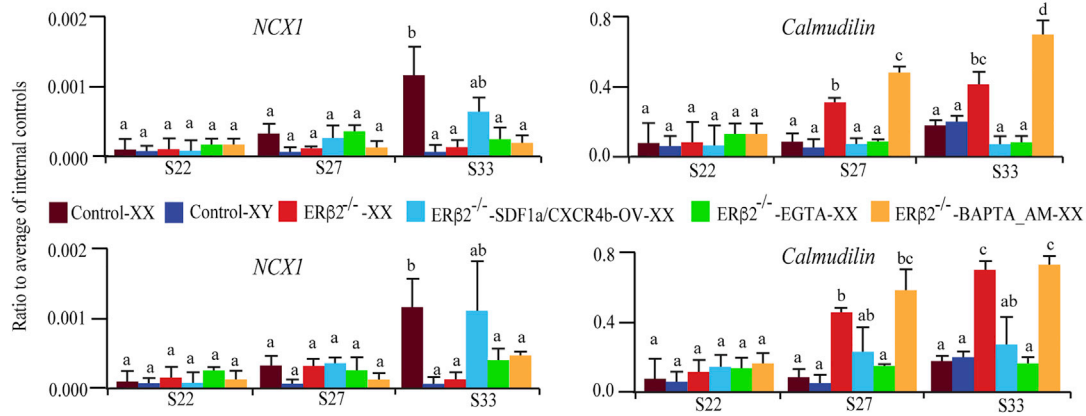 Ratio to average of internal controls
NCX1
0.002
0.001
0.000
a a a a a a
a a a a a a
b a a ab a a
S22 S27 S33
Calmudilin
0.8
0.4
0.0
a a a a a a
a a b a a c
a a bc a a d
S22 S27 S33
Control-XX Control-XY ERβ2-/--XX ERβ2-/--SDF1a/CXCR4b-OV-XX ERβ2-/--EGTA-XX ERβ2-/--BAPTA_AM-XX
NCX1
0.002
0.001
0.000
a a a a a a
a a a a a a
b a a ab a a
S22 S27 S33
Calmudilin
0.8
0.4
0.0
a a a a a a
a a b ab a bc
a a c ab a c
S22 S27 S33